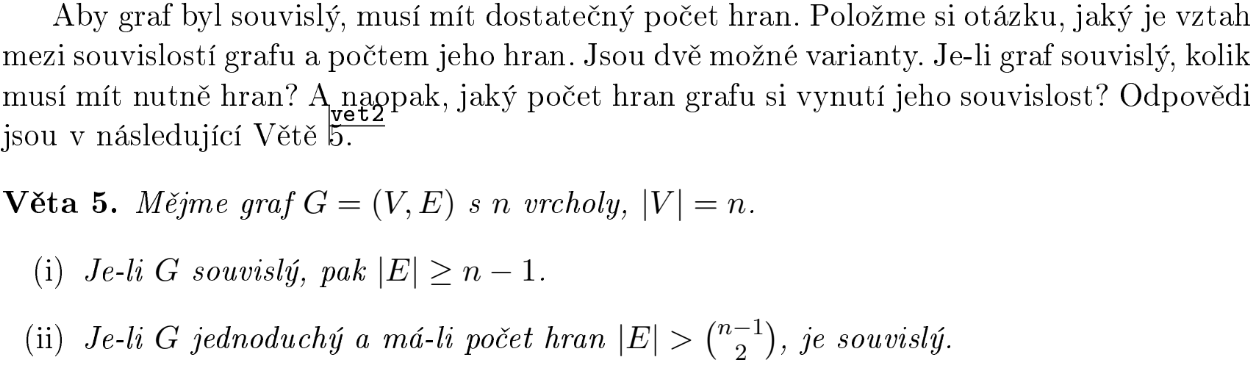 Aby graf byl souvislý, musí mít dostatečný počet hran. Položme si otázku, jaký je vztah
mezi souvislostí grafu a počtem jeho hran. Jsou dvě možné varianty. Je-li graf souvislý, kolik
musí mít nutně hran? A naopak, jaký počet hran grafu si vynutí jeho souvislost? Odpovědi
vet2
jsou v následující Větě 5.
Věta 5. Mějme graf G = (V, E) s n vrcholy, |V| = n.
(i) Je-li G souvislý, pak |E| ≥ n − 1.
(ii) Je-li G jednoduchý a má-li počet hran |E| > \binom{n−1}{2}, je souvislý.